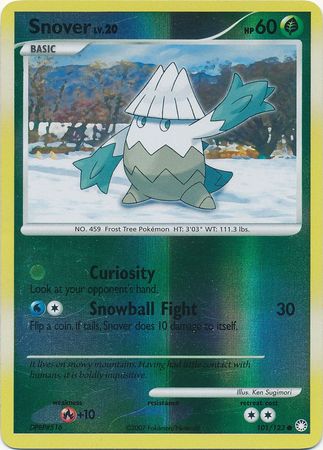 Snover LV.20 HP 60
BASIC
NO. 459 Frost Tree Pokémon HT: 3'03" WT: 111.3 lbs.
Curiosity
Look at your opponent's hand.
Snowball Fight 30
Flip a coin. If tails, Snover does 10 damage to itself.
It lives on snowy mountains. Having had little contact with
humans, it is boldly inquisitive.
Illus. Ken Sugimori
weakness resistance retreat cost
+10
DPBP#516 ©2007 Pokémon/Nintendo 101/123